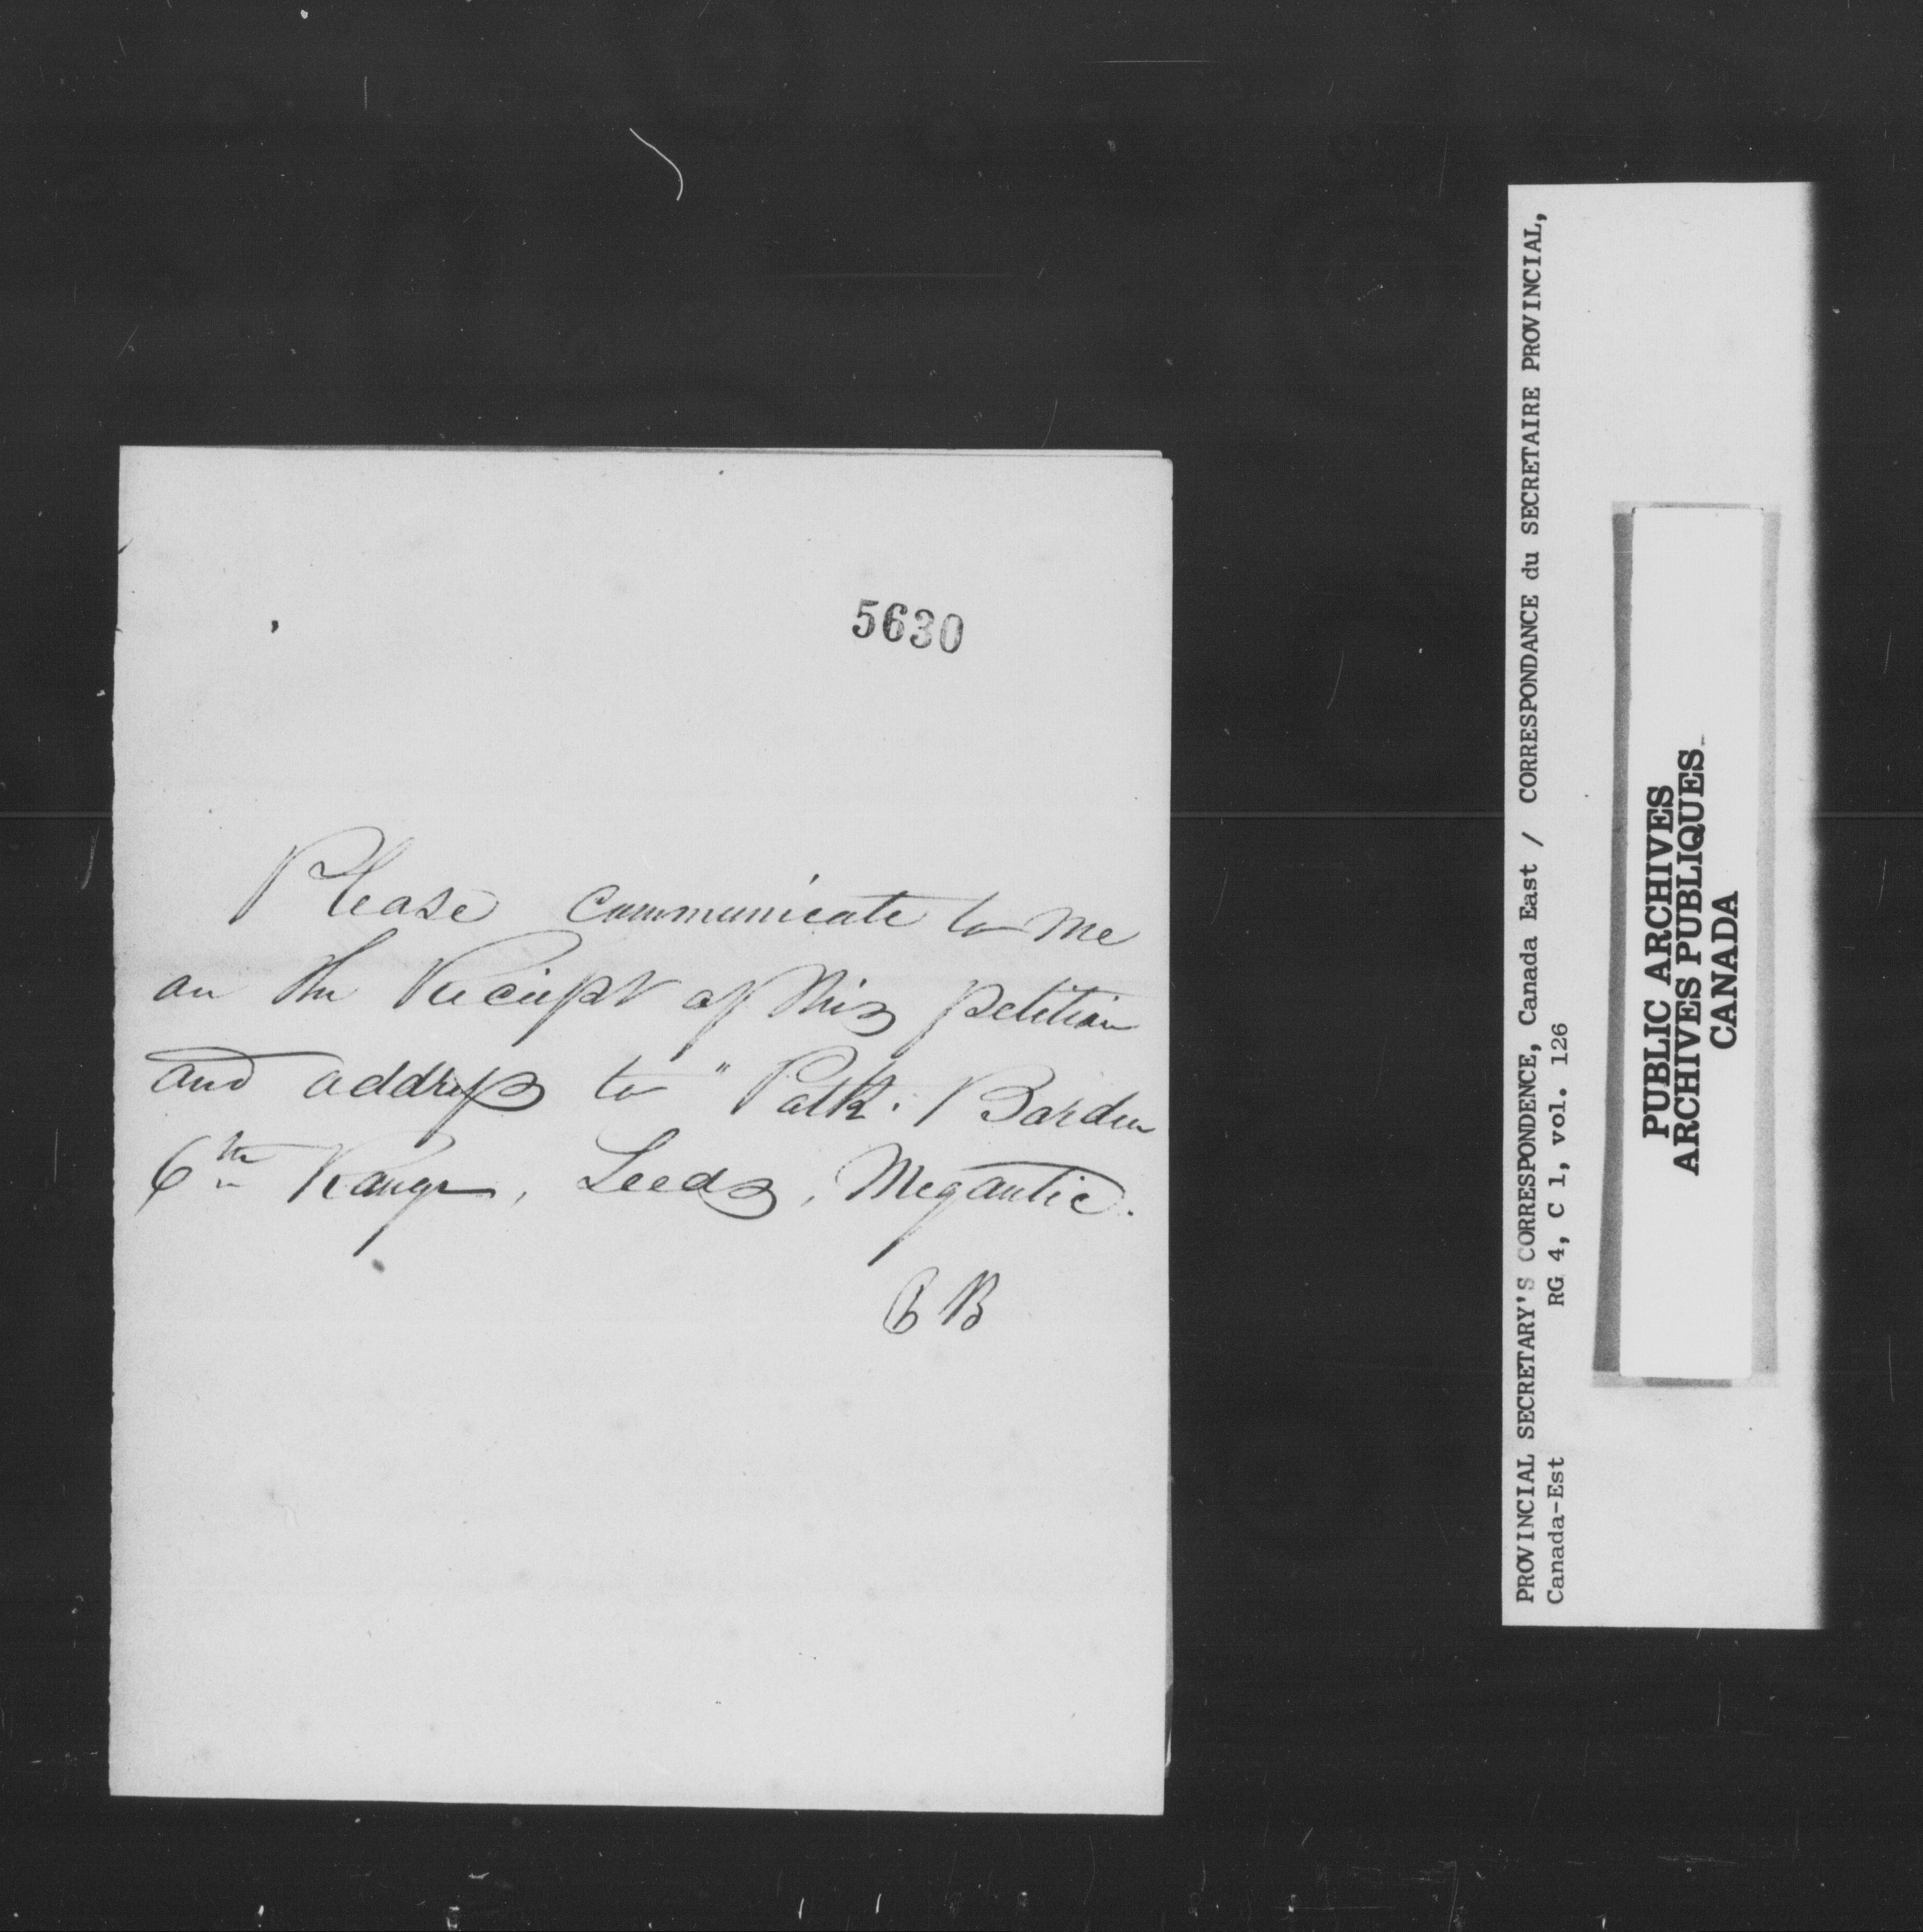 5630
Please communicate to me
on the Receipt of this petition
and address to " Patk. Barden
6th Range, Leeds, Megantic.
B
PROVINCIAL SECRETARY'S CORRESPONDENCE, Canada East / CORRESPONDANCE du SECRETAIRE PROVINCIAL,
Canada-Est RG 4, C 1, vol. 126
PUBLIC ARCHIVES
ARCHIVES PUBLIQUES
CANADA